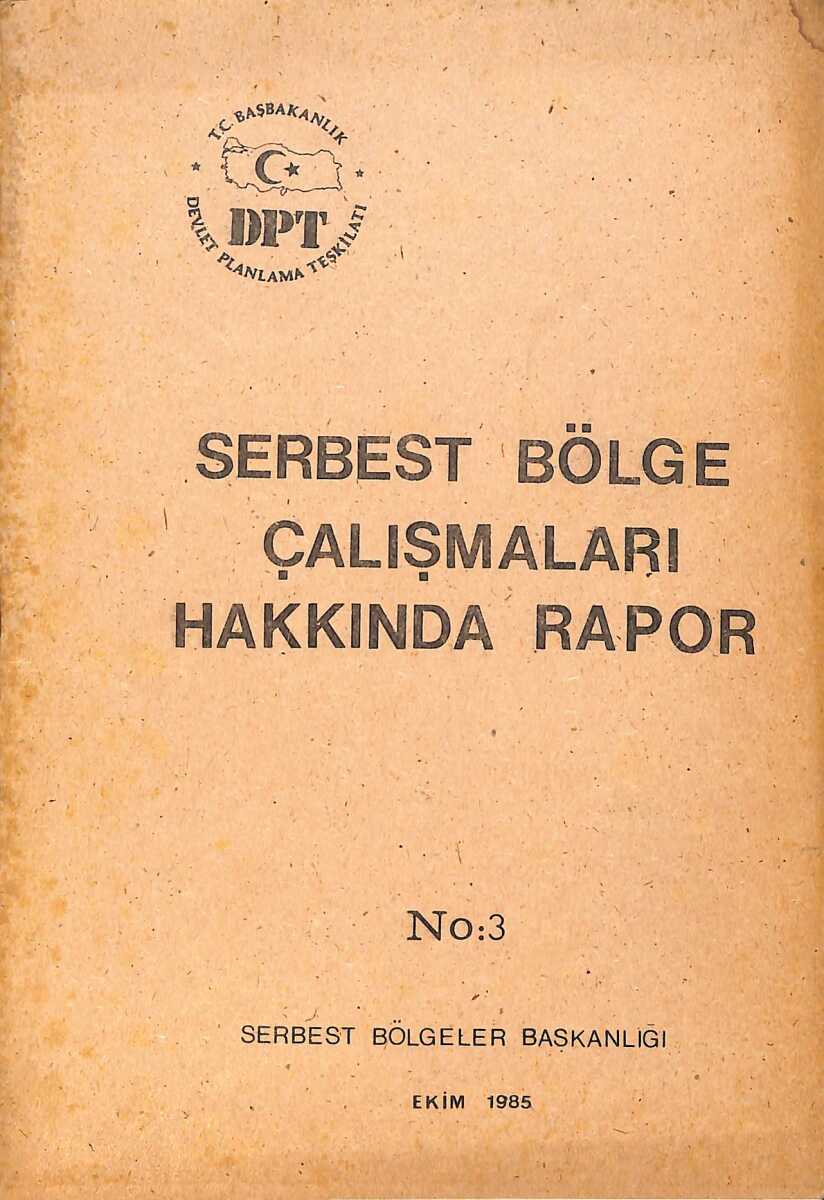 T.C. BAŞBAKANLIK
DPT
DEVLET PLANLAMA TEŞKİLATI
SERBEST BÖLGE
ÇALIŞMALARI
HAKKINDA RAPOR
No:3
SERBEST BÖLGELER BAŞKANLIĞI
EKİM 1985